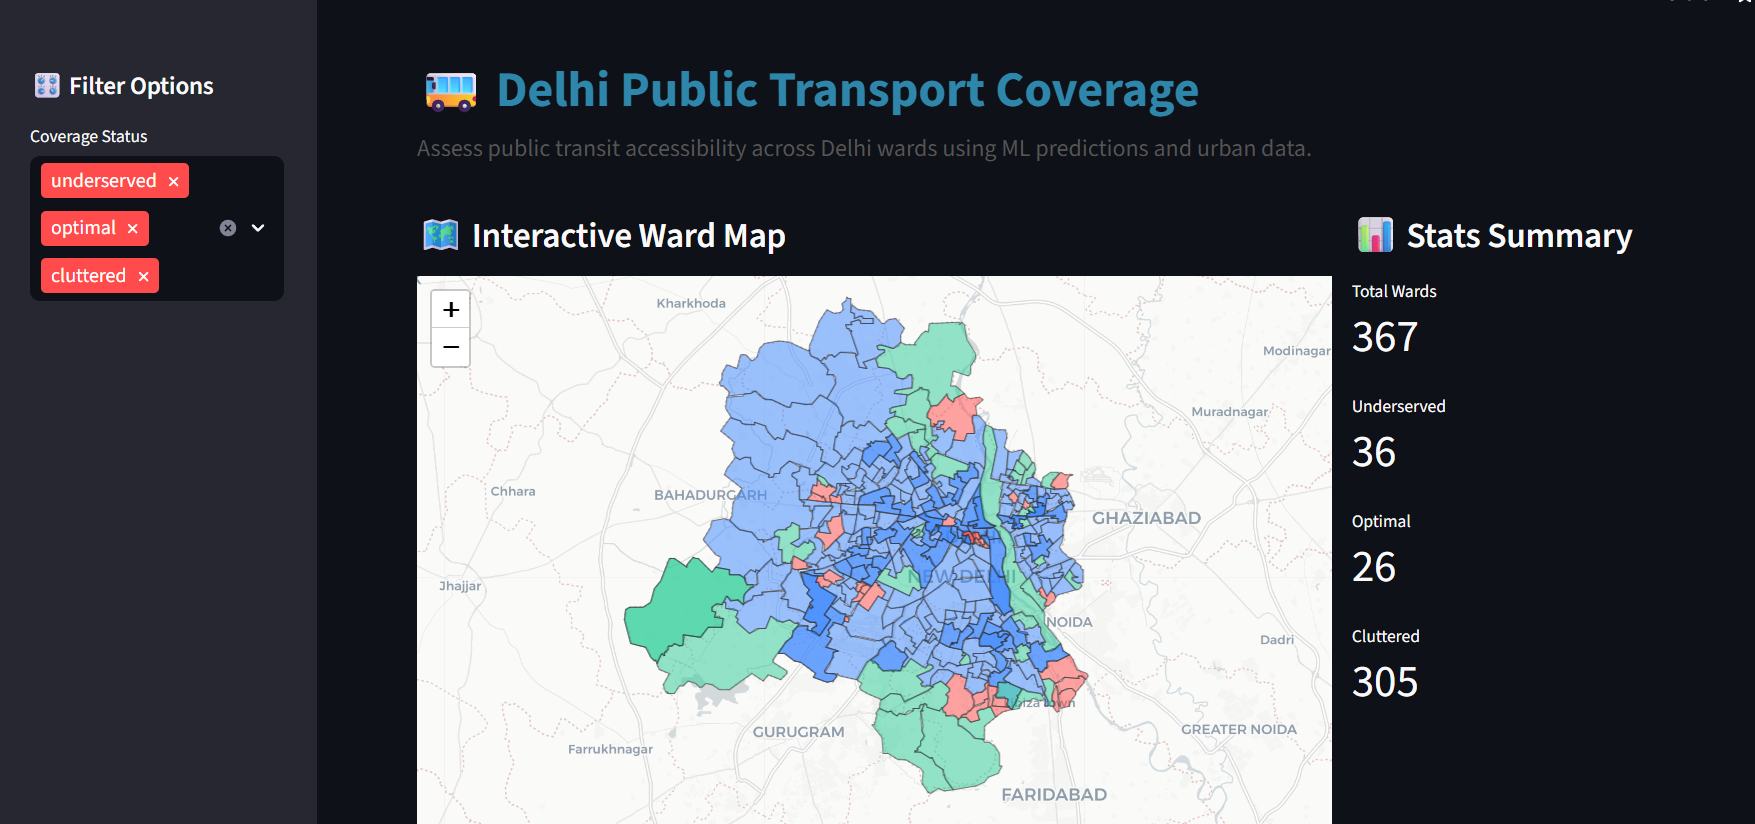 Filter Options
Coverage Status
underserved ×
optimal ×
cluttered ×
Delhi Public Transport Coverage
Assess public transit accessibility across Delhi wards using ML predictions and urban data.
Interactive Ward Map
+
−
Kharkhoda
Modinagar
Muradnagar
Chhara
BAHADURGARH
GHAZIABAD
NEW DELHI
Jhajjar
NOIDA
Dadri
GURUGRAM
Farrukhnagar
GREATER NOIDA
FARIDABAD
Stats Summary
Total Wards
367
Underserved
36
Optimal
26
Cluttered
305